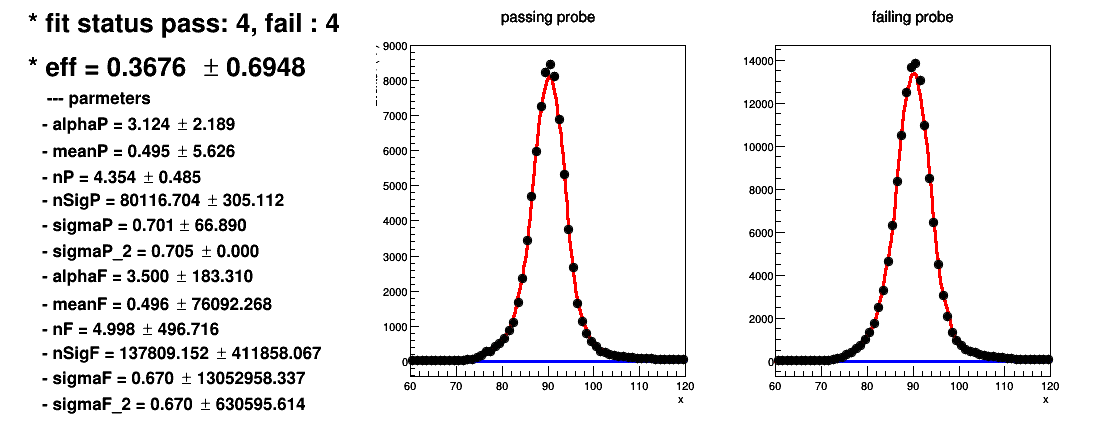 * fit status pass: 4, fail : 4
* eff = 0.3676 ± 0.6948
--- parmeters
- alphaP = 3.124 ± 2.189
- meanP = 0.495 ± 5.626
- nP = 4.354 ± 0.485
- nSigP = 80116.704 ± 305.112
- sigmaP = 0.701 ± 66.890
- sigmaP_2 = 0.705 ± 0.000
- alphaF = 3.500 ± 183.310
- meanF = 0.496 ± 76092.268
- nF = 4.998 ± 496.716
- nSigF = 137809.152 ± 411858.067
- sigmaF = 0.670 ± 13052958.337
- sigmaF_2 = 0.670 ± 630595.614
passing probe
9000
8000
7000
6000
5000
4000
3000
2000
1000
0
60 70 80 90 100 110 120
x
failing probe
14000
12000
10000
8000
6000
4000
2000
0
60 70 80 90 100 110 120
x